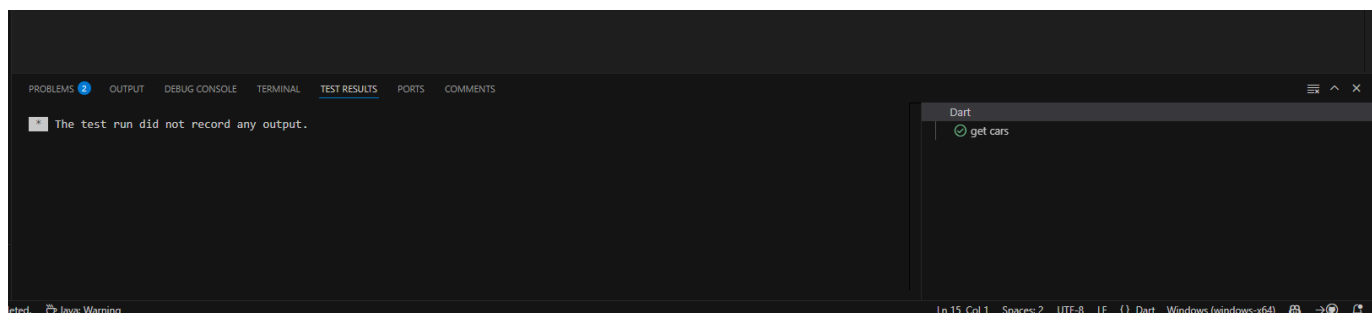 PROBLEMS 2 OUTPUT DEBUG CONSOLE TERMINAL TEST RESULTS PORTS COMMENTS
* The test run did not record any output.
Dart
get cars
eted. Java: Warning Ln 15, Col 1 Spaces: 2 UTF-8 LF {} Dart Windows (windows-x64)